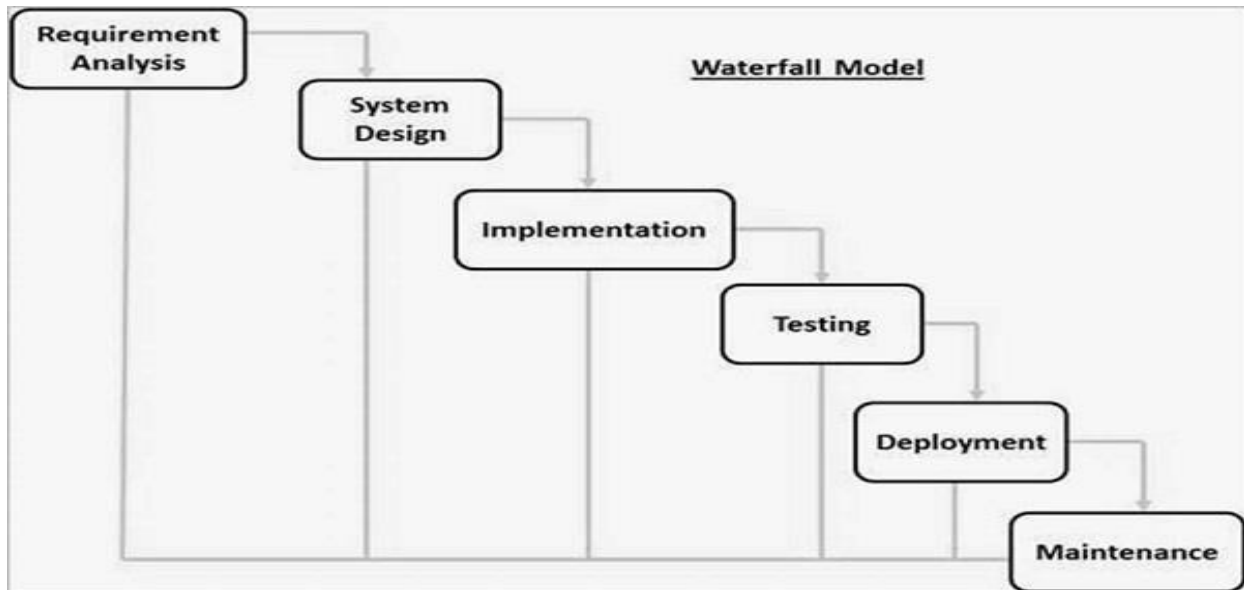 Requirement
Analysis
Waterfall Model
System
Design
Implementation
Testing
Deployment
Maintenance